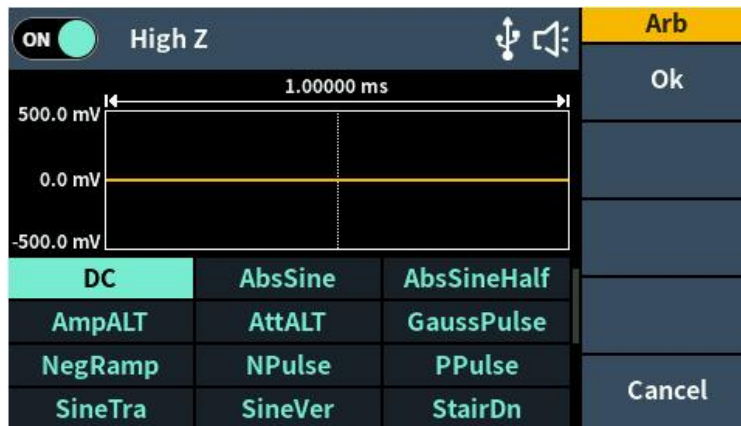 ON High Z
Arb
Ok
1.00000 ms
500.0 mV
0.0 mV
-500.0 mV
DC AbsSine AbsSineHalf
AmpALT AttALT GaussPulse
NegRamp NPulse PPulse
SineTra SineVer StairDn
Cancel